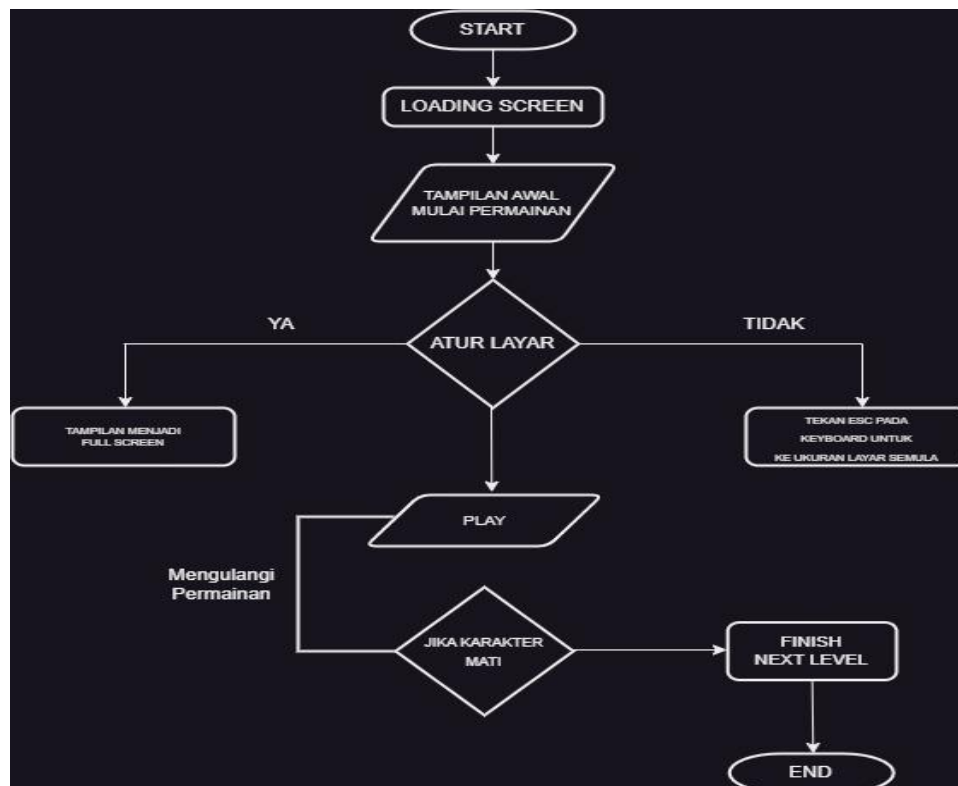 START
LOADING SCREEN
TAMPILAN AWAL
MULAI PERMAINAN
YA
ATUR LAYAR
TIDAK
TAMPILAN MENJADI
FULL SCREEN
TEKAN ESC PADA
KEYBOARD UNTUK
KE UKURAN LAYAR SEMULA
PLAY
Mengulangi
Permainan
JIKA KARAKTER
MATI
FINISH
NEXT LEVEL
END